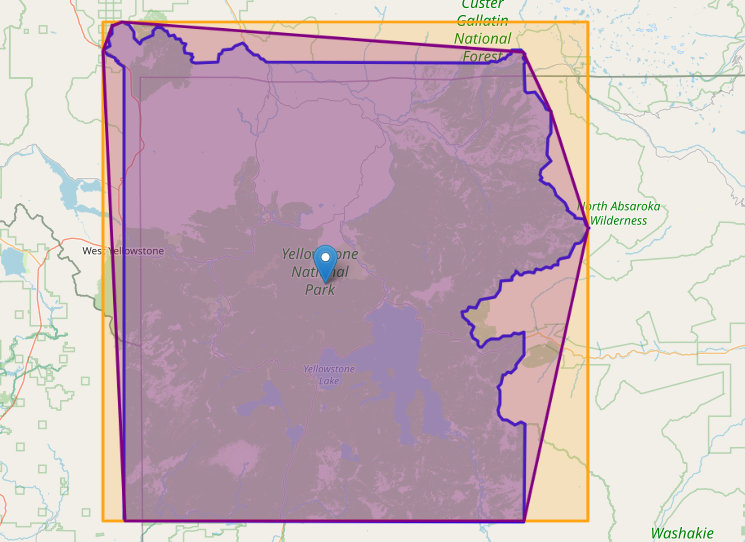 Custer
Gallatin
National
Forest
North Absaroka
Wilderness
West Yellowstone
Yellowstone
National
Park
Yellowstone
Lake
Washakie